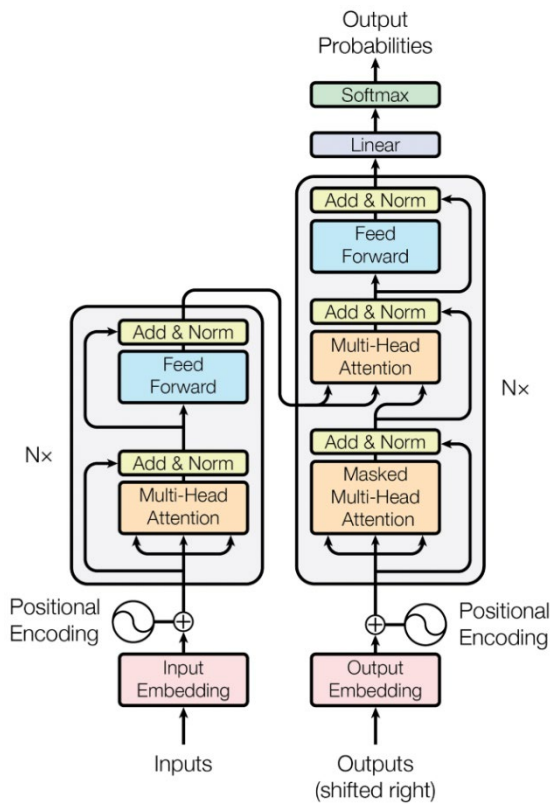 Output
Probabilities
Softmax
Linear
Add & Norm
Feed
Forward
Add & Norm
Multi-Head
Attention
Add & Norm
Masked
Multi-Head
Attention
N×
Add & Norm
Feed
Forward
Add & Norm
Multi-Head
Attention
N×
Positional
Encoding
Positional
Encoding
Input
Embedding
Output
Embedding
Inputs
Outputs
(shifted right)